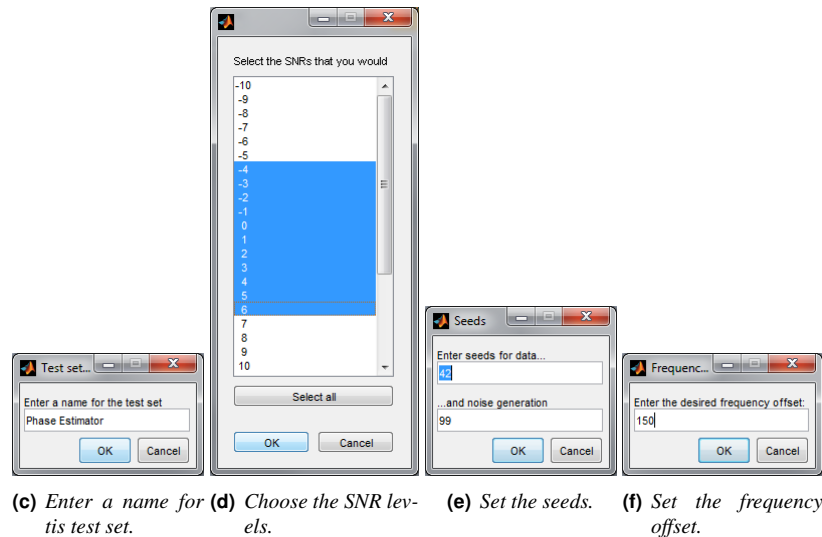 Select the SNRs that you would
-10
-9
-8
-7
-6
-5
-4
-3
-2
-1
0
1
2
3
4
5
6
7
8
9
10
Select all
OK Cancel
Test set...
Enter a name for the test set
Phase Estimator
OK Cancel
Seeds
Enter seeds for data...
42
...and noise generation
99
OK Cancel
Frequenc...
Enter the desired frequency offset:
150
OK Cancel
(c) Enter a name for
tis test set.
(d) Choose the SNR lev-
els.
(e) Set the seeds.
(f) Set the frequency
offset.